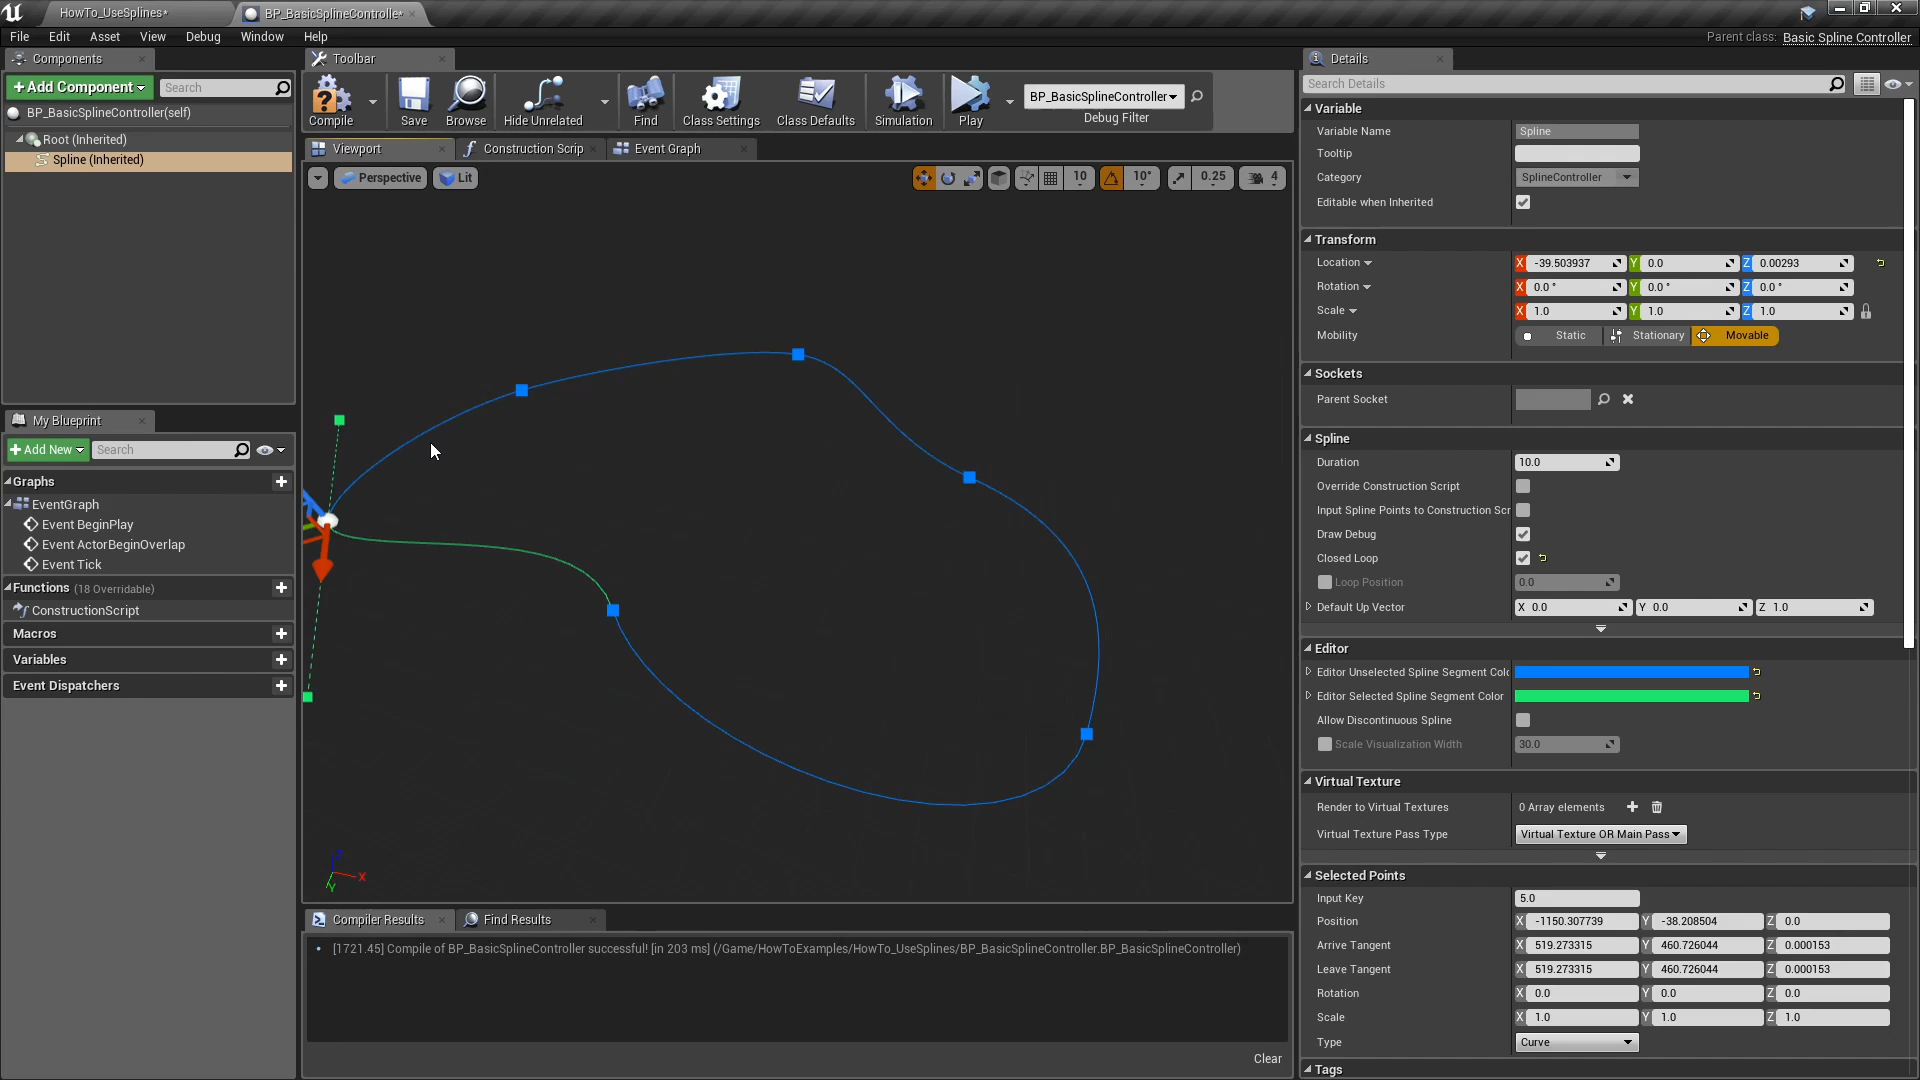 HowTo_UseSplines*
BP_BasicSplineControlle*
File Edit Asset View Debug Window Help
Parent class: Basic Spline Controller
Components
+Add Component
Search
BP_BasicSplineController(self)
Root (Inherited)
Spline (Inherited)
My Blueprint
+Add New
Search
Graphs
EventGraph
Event BeginPlay
Event ActorBeginOverlap
Event Tick
Functions (18 Overridable)
ConstructionScript
Macros
Variables
Event Dispatchers
Toolbar
Compile
Save
Browse
Hide Unrelated
Find
Class Settings
Class Defaults
Simulation
Play
BP_BasicSplineController
Debug Filter
Viewport
Construction Scrip
Event Graph
Perspective
Lit
10
10°
0.25
4
Z
X
Y
Compiler Results
Find Results
[1721.45] Compile of BP_BasicSplineController successful! [in 203 ms] (/Game/HowToExamples/HowTo_UseSplines/BP_BasicSplineController.BP_BasicSplineController)
Clear
Details
Search Details
Variable
Variable Name Spline
Tooltip
Category SplineController
Editable when Inherited
Transform
Location X -39.503937 Y 0.0 Z 0.00293
Rotation X 0.0 ° Y 0.0 ° Z 0.0 °
Scale X 1.0 Y 1.0 Z 1.0
Mobility Static Stationary Movable
Sockets
Parent Socket
Spline
Duration 10.0
Override Construction Script
Input Spline Points to Construction Scr
Draw Debug
Closed Loop
Loop Position 0.0
Default Up Vector X 0.0 Y 0.0 Z 1.0
Editor
Editor Unselected Spline Segment Colo
Editor Selected Spline Segment Color
Allow Discontinuous Spline
Scale Visualization Width 30.0
Virtual Texture
Render to Virtual Textures 0 Array elements
Virtual Texture Pass Type Virtual Texture OR Main Pass
Selected Points
Input Key 5.0
Position X -1150.307739 Y -38.208504 Z 0.0
Arrive Tangent X 519.273315 Y 460.726044 Z 0.000153
Leave Tangent X 519.273315 Y 460.726044 Z 0.000153
Rotation X 0.0 Y 0.0 Z 0.0
Scale X 1.0 Y 1.0 Z 1.0
Type Curve
Tags